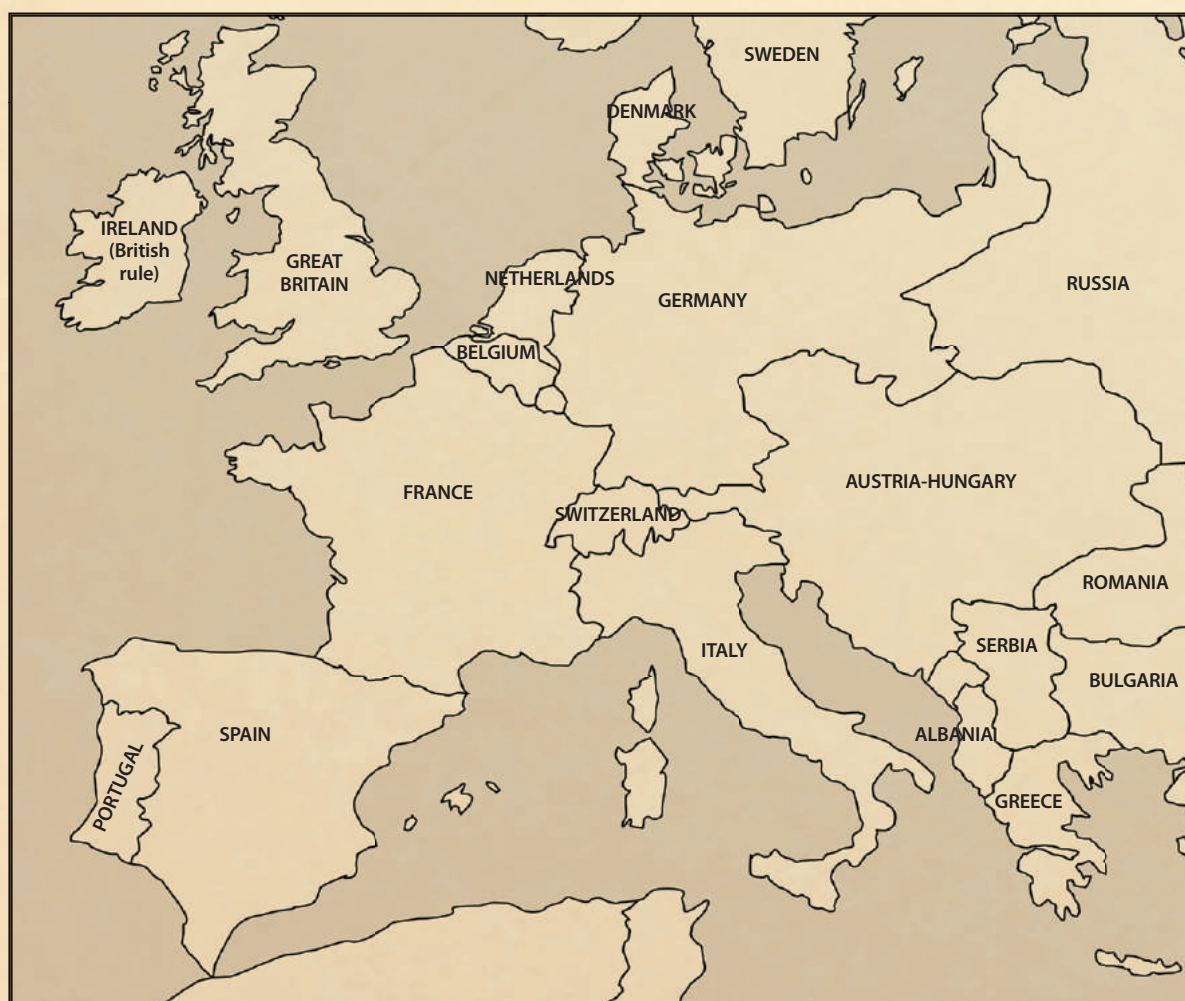 SWEDEN
DENMARK
IRELAND
(British
rule)
GREAT
BRITAIN
NETHERLANDS
GERMANY
RUSSIA
BELGIUM
FRANCE
AUSTRIA-HUNGARY
SWITZERLAND
ROMANIA
ITALY
SERBIA
BULGARIA
SPAIN
PORTUGAL
ALBANIA
GREECE